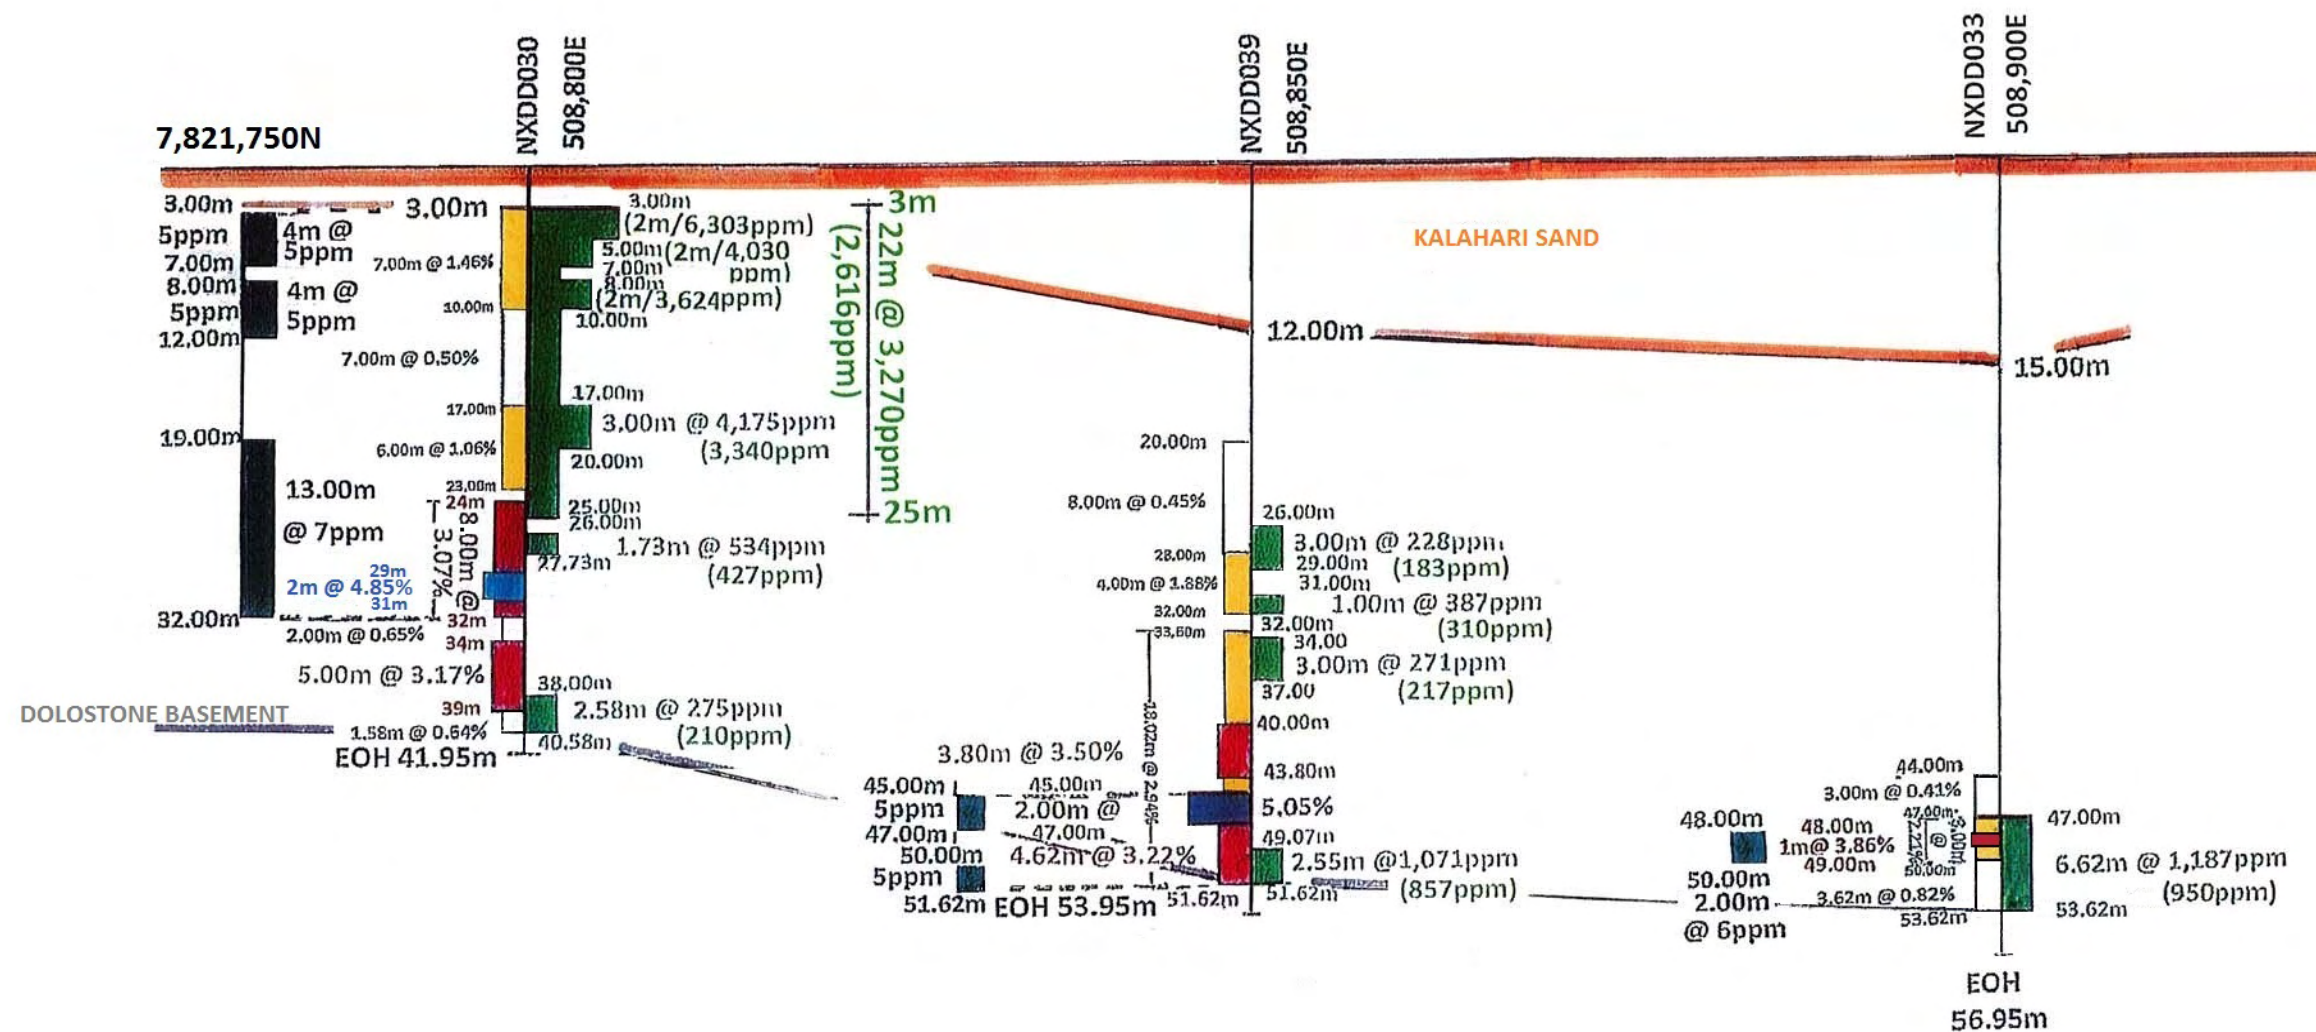 NXDD030
508,800E
NXDD039
508,850E
NXDD033
508,900E
7,821,750N
KALAHARI SAND
3.00m
5ppm
7.00m
8.00m
5ppm
12.00m
19.00m
32.00m
4m @
5ppm
4m @
5ppm
13.00m
@ 7ppm
29m
2m @ 4.85%
31m
3.00m
7.00m @ 1.46%
10.00m
7.00m @ 0.50%
17.00m
6.00m @ 1.06%
23.00m
24m
8.00m @
3.07%
32m
2.00m @ 0.65%
34m
5.00m @ 3.17%
39m
1.58m @ 0.64%
EOH 41.95m
DOLOSTONE BASEMENT
3.00m
(2m/6,303ppm)
5.00m(2m/4,030
7.00m ppm)
8.00m
(2m/3,624ppm)
10.00m
17.00m
3.00m @ 4,175ppm
(3,340ppm
20.00m
25.00m
26.00m
1.73m @ 534ppm
27.73m (427ppm)
38.00m
2.58m @ 275ppm
(210ppm)
40.58m
3m
22m @ 3,270ppm
(2,616ppm)
25m
12.00m
20.00m
8.00m @ 0.45%
28.00m
4.00m @ 1.88%
32.00m
33.60m
18.02m @ 2.94%
26.00m
3.00m @ 228ppm
29.00m (183ppm)
31.00m
1.00m @ 387ppm
32.00m (310ppm)
34.00
3.00m @ 271ppm
37.00 (217ppm)
40.00m
3.80m @ 3.50%
43.80m
45.00m
5ppm
47.00m
50.00m
5ppm
51.62m
45.00m
2.00m @
47.00m
5.05%
49.07m
4.62m @ 3.22%
2.55m @1,071ppm
(857ppm)
51.62m
51.62m
EOH 53.95m
15.00m
44.00m
3.00m @ 0.41%
47.00m
3.00m
@
2.21%
50.00m
48.00m
48.00m
1m@ 3.86%
49.00m
50.00m
2.00m
@ 6ppm
3.62m @ 0.82%
53.62m
47.00m
6.62m @ 1,187ppm
(950ppm)
53.62m
EOH
56.95m